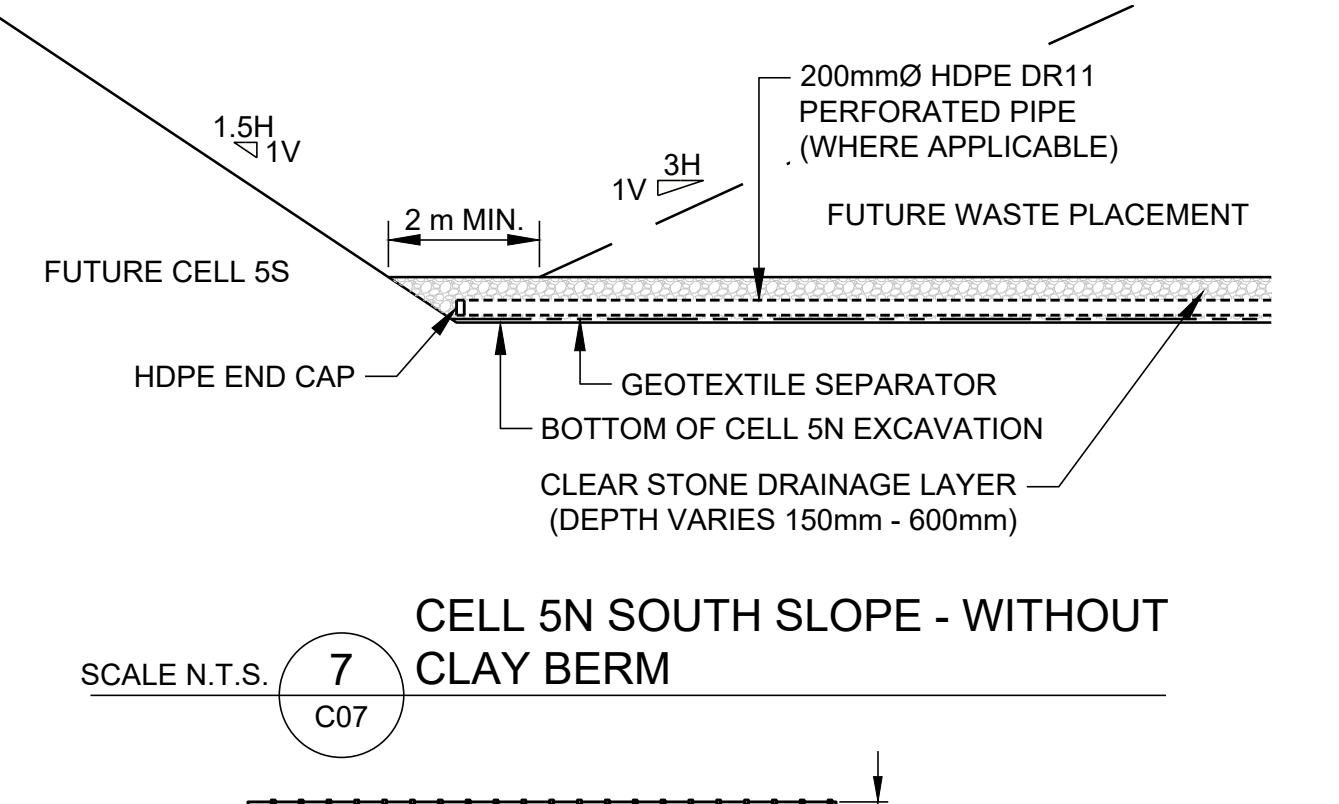 200mmØ HDPE DR11
PERFORATED PIPE
(WHERE APPLICABLE)
1.5H
1V
3H
1V
2 m MIN.
FUTURE WASTE PLACEMENT
FUTURE CELL 5S
HDPE END CAP
GEOTEXTILE SEPARATOR
BOTTOM OF CELL 5N EXCAVATION
CLEAR STONE DRAINAGE LAYER
(DEPTH VARIES 150mm - 600mm)
CELL 5N SOUTH SLOPE - WITHOUT
CLAY BERM
SCALE N.T.S.
7
C07